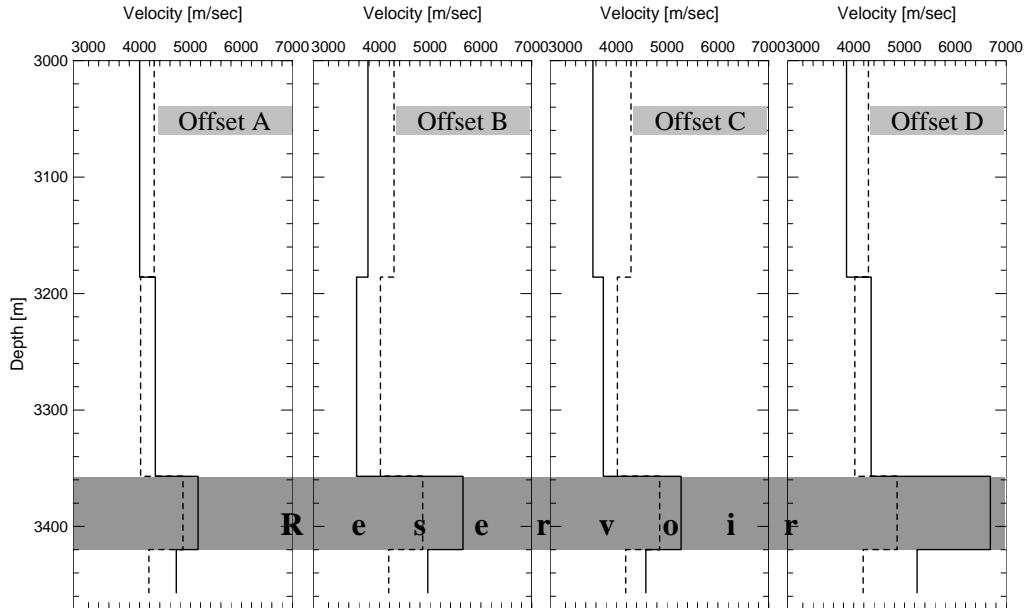 Velocity [m/sec] Velocity [m/sec] Velocity [m/sec] Velocity [m/sec]
3000 4000 5000 6000 7000 3000 4000 5000 6000 7000 3000 4000 5000 6000 7000 3000 4000 5000 6000 7000
3000
Offset A Offset B Offset C Offset D
3100
3200
Depth [m]
3300
3400
R e s e r v o i r